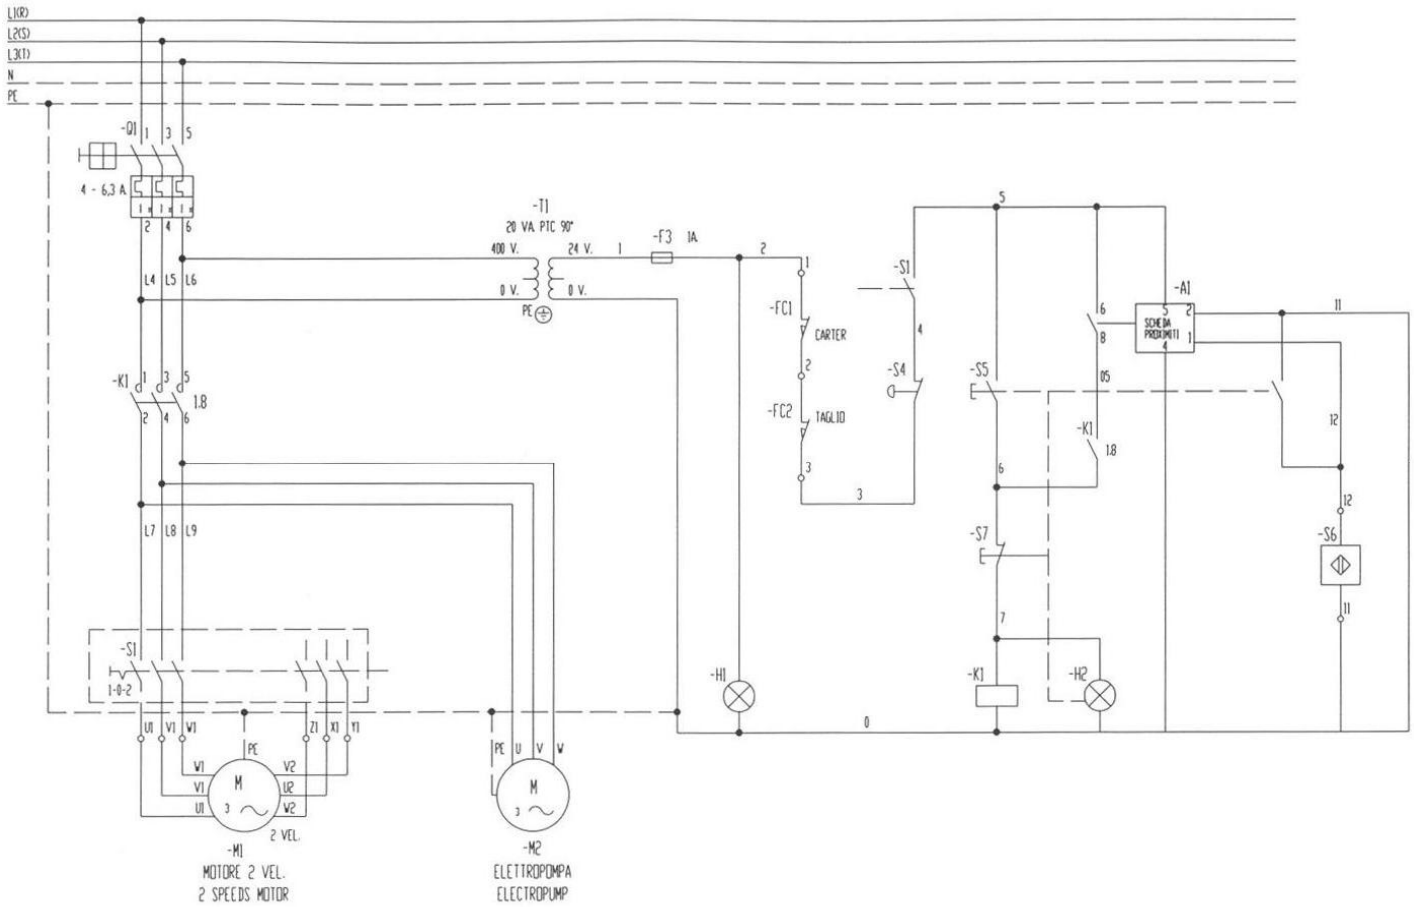 L1(R)
L2(S)
L3(T)
N
PE
-Q1 1 3 5
4 - 6,3 A.
I > I > I >
2 4 6
L4 L5 L6
-T1
20 VA. PTC 90°
400 V. 24 V. 1
0 V. 0 V.
PE
-F3 1A.
2
1
-FC1
CARTER
2
-FC2 TAGLIO
3
3
-S1
4
-S4
5
-S5
6
6
8
05
-K1 1.8
-A1
5 2
SCHEDA
PROXIMITI 1
4
11
12
12
-S6
11
-K1 1 3 5
1.8
2 4 6
L7 L8 L9
-S7
7
-K1
-H2
-H1
0
-S1
1-0-2
U1 V1 W1
Z1 X1 Y1
PE
W1 V2
V1 U2
U1 W2
M
3
2 VEL.
-M1
MOTORE 2 VEL.
2 SPEEDS MOTOR
PE U V W
M
3
-M2
ELETTROPOMPA
ELECTROPUMP